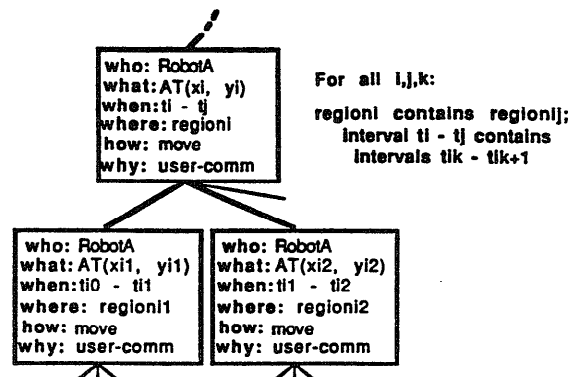 who: RobotA
what: AT(xi, yi)
when: ti - tj
where: regioni
how: move
why: user-comm
For all i,j,k:
regioni contains regionij;
interval ti - tj contains
intervals tik - tik+1
who: RobotA
what: AT(xi1, yi1)
when: ti0 - ti1
where: regioni1
how: move
why: user-comm
who: RobotA
what: AT(xi2, yi2)
when: ti1 - ti2
where: regioni2
how: move
why: user-comm